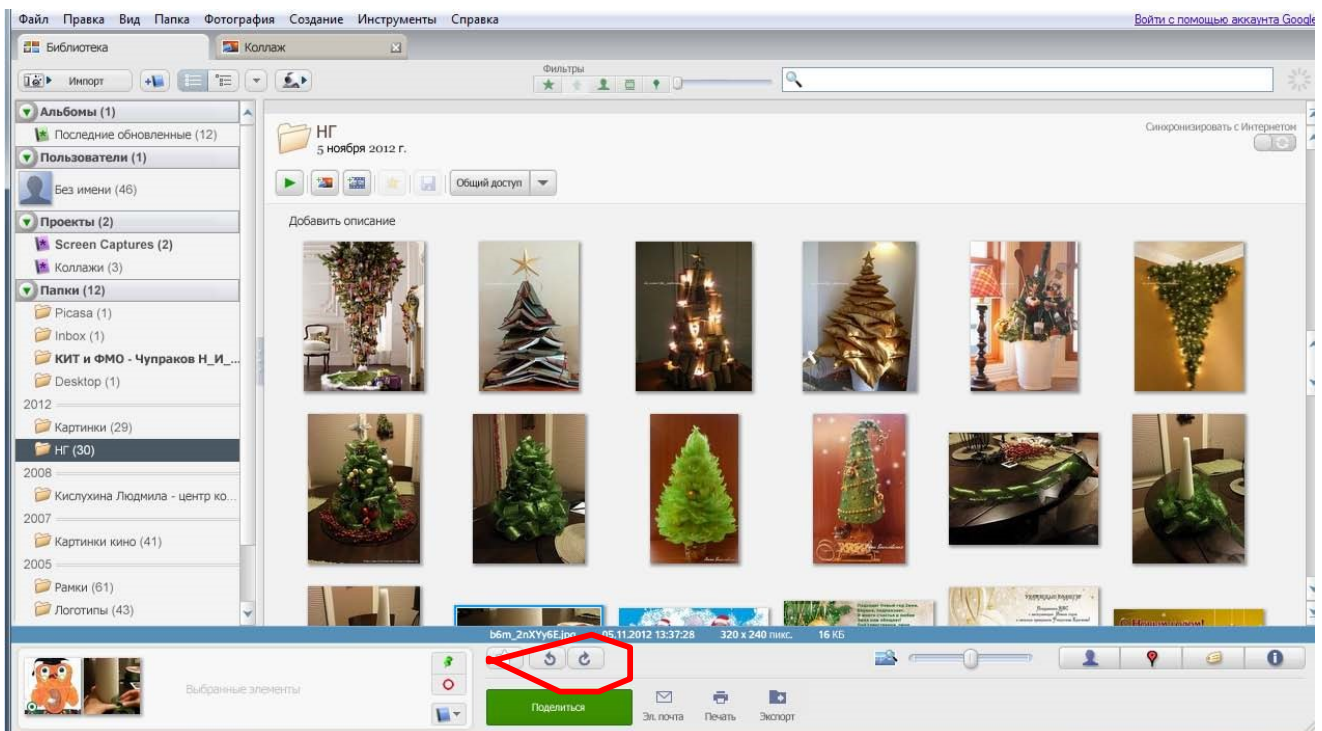 Файл Правка Вид Папка Фотография Создание Инструменты Справка
Войти с помощью аккаунта Google
Библиотека
Коллаж
Импорт
Фильтры
Альбомы (1)
Последние обновленные (12)
Пользователи (1)
Без имени (46)
Проекты (2)
Screen Captures (2)
Коллажи (3)
Папки (12)
Picasa (1)
Inbox (1)
КИТ и ФМО - Чупраков Н_И_...
Desktop (1)
2012
Картинки (29)
НГ (30)
2008
Кислухина Людмила - центр ко...
2007
Картинки кино (41)
2005
Рамки (61)
Логотипы (43)
НГ
5 ноября 2012 г.
Синхронизировать с Интернетом
Общий доступ
Добавить описание
b6m_2nXYy6E.jpg 05.11.2012 13:37:28 320 x 240 пикс. 16 КБ
Выбранные элементы
Поделиться
Эл. почта
Печать
Экспорт